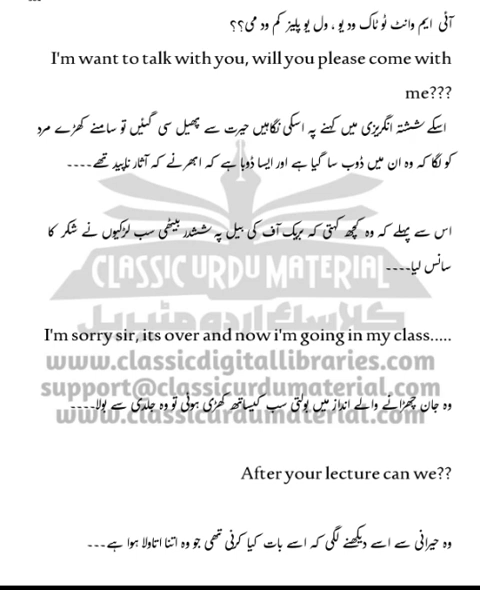 آئی ایم وانٹ ٹو ٹاک ود یو ، ول یو پلیز کم ود می؟؟
I'm want to talk with you, will you please come with
me???
اسکے ششتہ انگریزی میں کہنے پہ اسکی نگاہیں حیرت سے پھیل سی گئیں تو سامنے کھڑے مرد
کو لگا کہ وہ ان میں ڈوب سا گیا ہے اور ایسا ڈوبا ہے کہ ابھرنے کہ آثار ناپید تھے----
اس سے پہلے کہ وہ کچھ کہتی کہ بریک آف کی بیل پہ ششدر بیٹھی سب لڑکیوں نے شکر کا
سانس لیا----
CLASSIC URDU MATERIAL
کلاسک اردو مٹیریل
I'm sorry sir, its over and now i'm going in my class.....
www.classicdigitallibraries.com
support@classicurdumaterial.com
وہ جان چھڑانے والے انداز میں بولتی سب کیساتھ کھڑی ہوئی تو وہ جلدی سے بولا----
www.classicurdumaterial.com
After your lecture can we??
وہ حیرانی سے اسے دیکھنے لگی کہ اسے بات کیا کرنی تھی جو وہ اتنا اتاولا ہوا ہے---